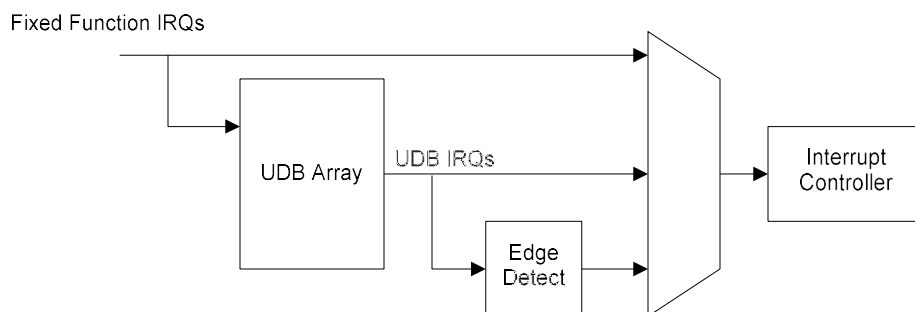 Fixed Function IRQs
UDB Array
UDB IRQs
Edge
Detect
Interrupt
Controller